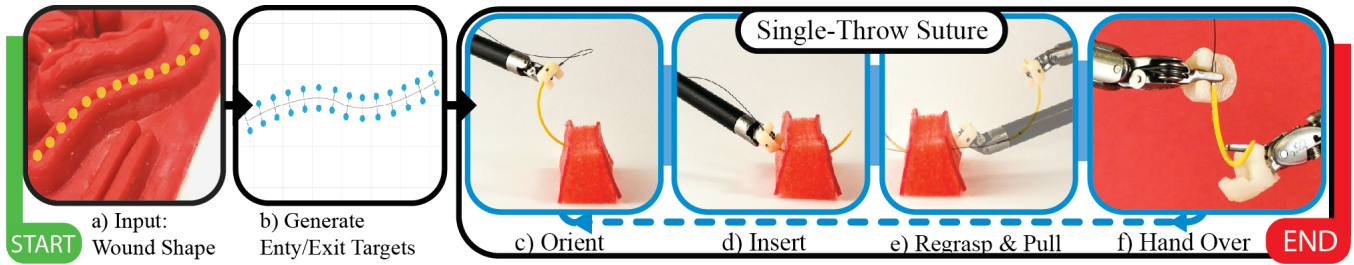 Single-Throw Suture
START
a) Input:
Wound Shape
b) Generate
Enty/Exit Targets
c) Orient
d) Insert
e) Regrasp & Pull
f) Hand Over
END